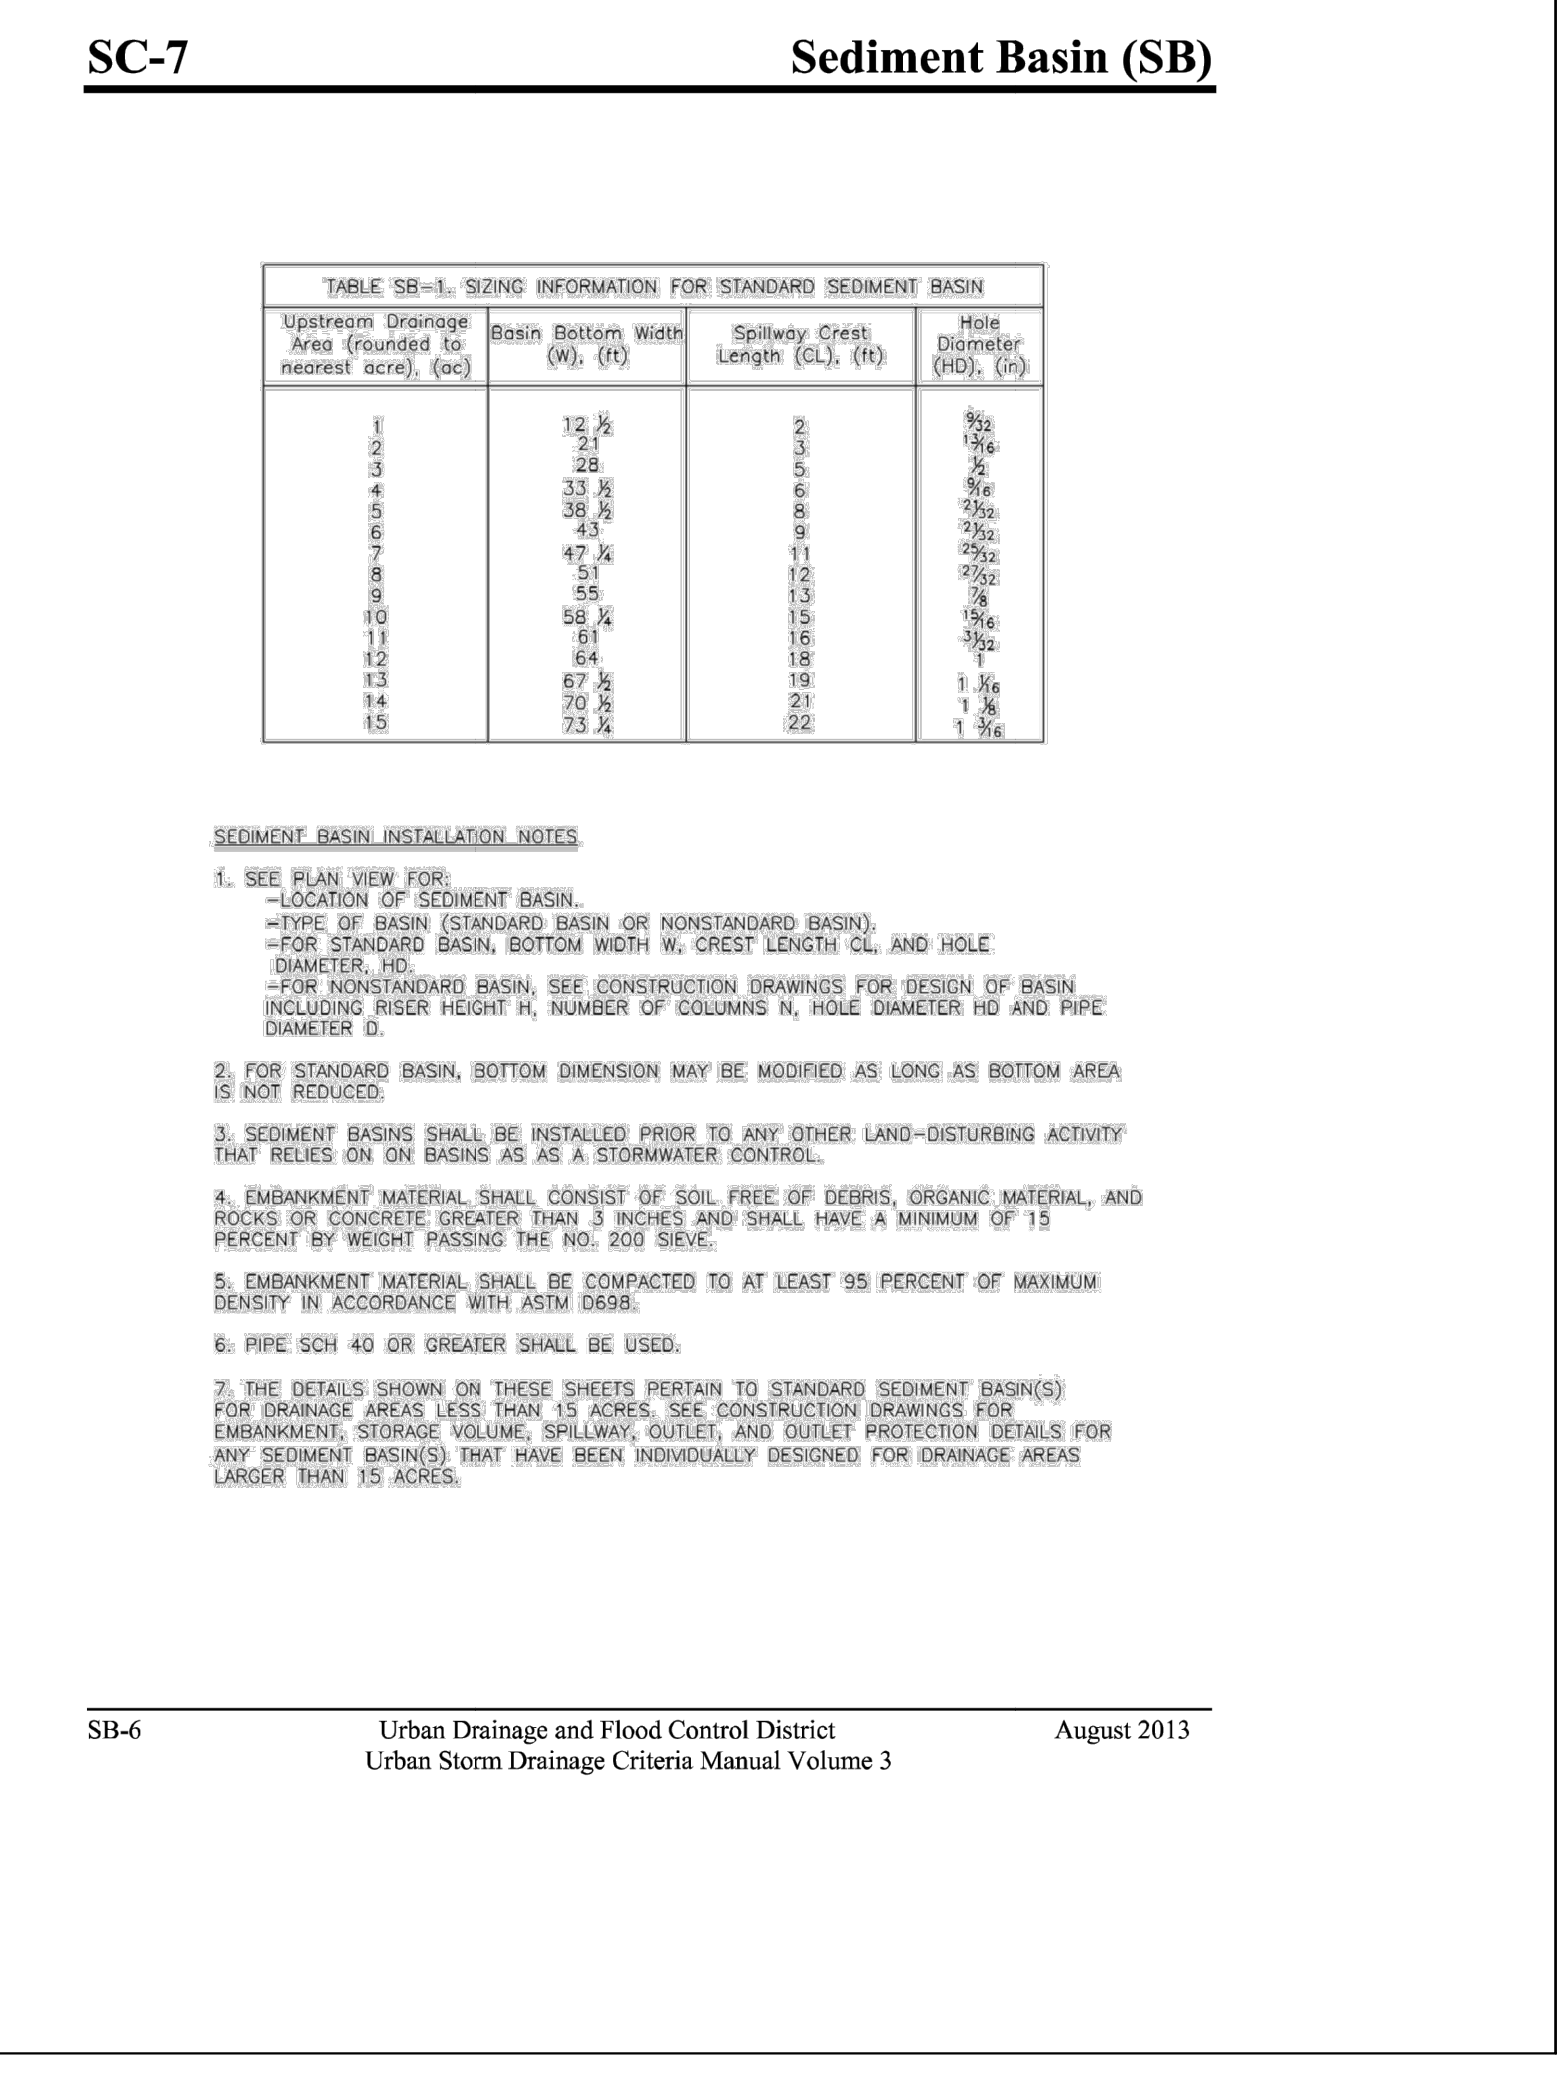 SC-7 Sediment Basin (SB)
TABLE SB-1. SIZING INFORMATION FOR STANDARD SEDIMENT BASIN
Upstream Drainage Area (rounded to nearest acre), (ac) Basin Bottom Width (W), (ft) Spillway Crest Length (CL), (ft) Hole Diameter (HD), (in)
1 12 ½ 2 9/32
2 21 3 13/16
3 28 5 ½
4 33 ½ 6 9/16
5 38 ½ 8 21/32
6 43 9 21/32
7 47 ¼ 11 25/32
8 51 12 27/32
9 55 13 7/8
10 58 ¼ 15 15/16
11 61 16 31/32
12 64 18 1
13 67 ½ 19 1 1/16
14 70 ½ 21 1 1/8
15 73 ¼ 22 1 3/16
SEDIMENT BASIN INSTALLATION NOTES
1. SEE PLAN VIEW FOR:
-LOCATION OF SEDIMENT BASIN.
-TYPE OF BASIN (STANDARD BASIN OR NONSTANDARD BASIN).
-FOR STANDARD BASIN, BOTTOM WIDTH W, CREST LENGTH CL, AND HOLE
DIAMETER, HD.
-FOR NONSTANDARD BASIN, SEE CONSTRUCTION DRAWINGS FOR DESIGN OF BASIN
INCLUDING RISER HEIGHT H, NUMBER OF COLUMNS N, HOLE DIAMETER HD AND PIPE
DIAMETER D.
2. FOR STANDARD BASIN, BOTTOM DIMENSION MAY BE MODIFIED AS LONG AS BOTTOM AREA
IS NOT REDUCED.
3. SEDIMENT BASINS SHALL BE INSTALLED PRIOR TO ANY OTHER LAND-DISTURBING ACTIVITY
THAT RELIES ON ON BASINS AS AS A STORMWATER CONTROL.
4. EMBANKMENT MATERIAL SHALL CONSIST OF SOIL FREE OF DEBRIS, ORGANIC MATERIAL, AND
ROCKS OR CONCRETE GREATER THAN 3 INCHES AND SHALL HAVE A MINIMUM OF 15
PERCENT BY WEIGHT PASSING THE NO. 200 SIEVE.
5. EMBANKMENT MATERIAL SHALL BE COMPACTED TO AT LEAST 95 PERCENT OF MAXIMUM
DENSITY IN ACCORDANCE WITH ASTM D698.
6. PIPE SCH 40 OR GREATER SHALL BE USED.
7. THE DETAILS SHOWN ON THESE SHEETS PERTAIN TO STANDARD SEDIMENT BASIN(S)
FOR DRAINAGE AREAS LESS THAN 15 ACRES. SEE CONSTRUCTION DRAWINGS FOR
EMBANKMENT, STORAGE VOLUME, SPILLWAY, OUTLET, AND OUTLET PROTECTION DETAILS FOR
ANY SEDIMENT BASIN(S) THAT HAVE BEEN INDIVIDUALLY DESIGNED FOR DRAINAGE AREAS
LARGER THAN 15 ACRES.
SB-6 Urban Drainage and Flood Control District August 2013
Urban Storm Drainage Criteria Manual Volume 3